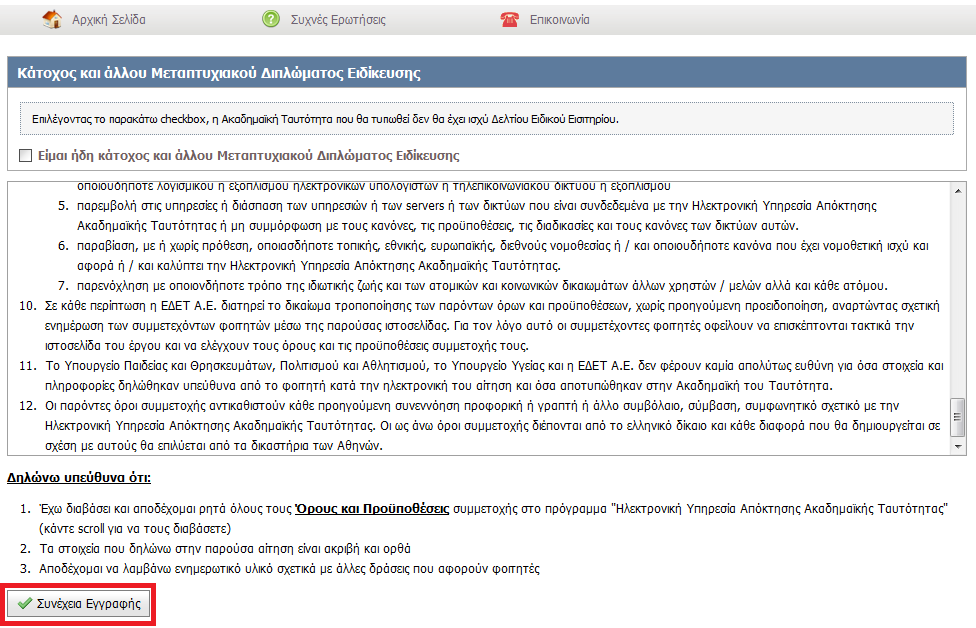 Αρχική Σελίδα
Συχνές Ερωτήσεις
Επικοινωνία
Κάτοχος και άλλου Μεταπτυχιακού Διπλώματος Ειδίκευσης
Επιλέγοντας το παρακάτω checkbox, η Ακαδημαϊκή Ταυτότητα που θα τυπωθεί δεν θα έχει ισχύ Δελτίου Ειδικού Εισιτηρίου.
Είμαι ήδη κάτοχος και άλλου Μεταπτυχιακού Διπλώματος Ειδίκευσης
οποιουδήποτε λογισμικού ή εξοπλισμού ηλεκτρονικών υπολογιστών ή τηλεπικοινωνιακού δικτύου ή εξοπλισμού
5. παρεμβολή στις υπηρεσίες ή διάσπαση των υπηρεσιών ή των servers ή των δικτύων που είναι συνδεδεμένα με την Ηλεκτρονική Υπηρεσία Απόκτησης
Ακαδημαϊκής Ταυτότητας ή μη συμμόρφωση με τους κανόνες, τις προϋποθέσεις, τις διαδικασίες και τους κανόνες των δικτύων αυτών.
6. παραβίαση, με ή χωρίς πρόθεση, οποιασδήποτε τοπικής, εθνικής, ευρωπαϊκής, διεθνούς νομοθεσίας ή / και οποιουδήποτε κανόνα που έχει νομοθετική ισχύ και
αφορά ή / και καλύπτει την Ηλεκτρονική Υπηρεσία Απόκτησης Ακαδημαϊκής Ταυτότητας.
7. παρενόχληση με οποιονδήποτε τρόπο της ιδιωτικής ζωής και των ατομικών και κοινωνικών δικαιωμάτων άλλων χρηστών / μελών αλλά και κάθε ατόμου.
10. Σε κάθε περίπτωση η ΕΔΕΤ Α.Ε. διατηρεί το δικαίωμα τροποποίησης των παρόντων όρων και προϋποθέσεων, χωρίς προηγούμενη προειδοποίηση, αναρτώντας σχετική
ενημέρωση των συμμετεχόντων φοιτητών μέσω της παρούσας ιστοσελίδας. Για τον λόγο αυτό οι συμμετέχοντες φοιτητές οφείλουν να επισκέπτονται τακτικά την
ιστοσελίδα του έργου και να ελέγχουν τους όρους και τις προϋποθέσεις συμμετοχής τους.
11. Το Υπουργείο Παιδείας και Θρησκευμάτων, Πολιτισμού και Αθλητισμού, το Υπουργείο Υγείας και η ΕΔΕΤ Α.Ε. δεν φέρουν καμία απολύτως ευθύνη για όσα στοιχεία και
πληροφορίες δηλώθηκαν υπεύθυνα από το φοιτητή κατά την ηλεκτρονική του αίτηση και όσα αποτυπώθηκαν στην Ακαδημαϊκή του Ταυτότητα.
12. Οι παρόντες όροι συμμετοχής αντικαθιστούν κάθε προηγούμενη συνεννόηση προφορική ή γραπτή ή άλλο συμβόλαιο, σύμβαση, συμφωνητικό σχετικό με την
Ηλεκτρονική Υπηρεσία Απόκτησης Ακαδημαϊκής Ταυτότητας. Οι ως άνω όροι συμμετοχής διέπονται από το ελληνικό δίκαιο και κάθε διαφορά που θα δημιουργείται σε
σχέση με αυτούς θα επιλύεται από τα δικαστήρια των Αθηνών.
Δηλώνω υπεύθυνα ότι:
1. Έχω διαβάσει και αποδέχομαι ρητά όλους τους Όρους και Προϋποθέσεις συμμετοχής στο πρόγραμμα "Ηλεκτρονική Υπηρεσία Απόκτησης Ακαδημαϊκής Ταυτότητας"
(κάντε scroll για να τους διαβάσετε)
2. Τα στοιχεία που δηλώνω στην παρούσα αίτηση είναι ακριβή και ορθά
3. Αποδέχομαι να λαμβάνω ενημερωτικό υλικό σχετικά με άλλες δράσεις που αφορούν φοιτητές
Συνέχεια Εγγραφής